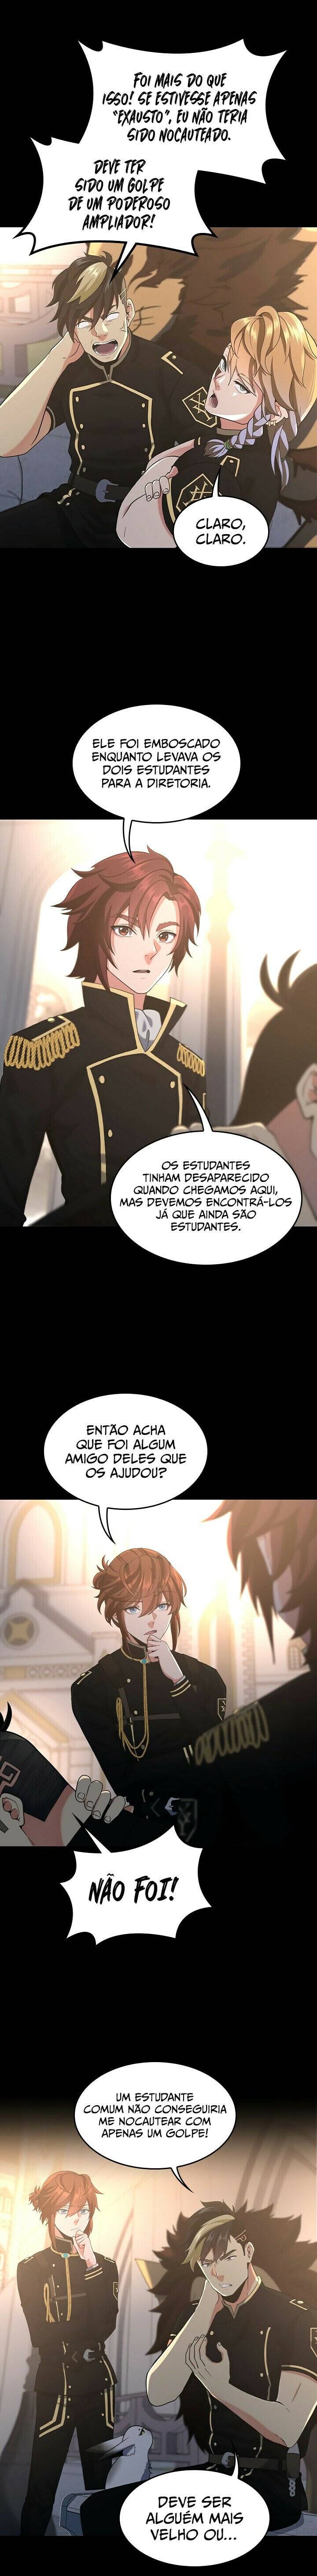 FOI MAIS DO QUE
ISSO! SE ESTIVESSE APENAS
"EXAUSTO", EU NÃO TERIA
SIDO NOCAUTEADO.
DEVE TER
SIDO UM GOLPE
DE UM PODEROSO
AMPLIADOR!
CLARO,
CLARO.
ELE FOI EMBOSCADO
ENQUANTO LEVAVA OS
DOIS ESTUDANTES
PARA A DIRETORIA.
OS ESTUDANTES
TINHAM DESAPARECIDO
QUANDO CHEGAMOS AQUI,
MAS DEVEMOS ENCONTRÁ-LOS
JÁ QUE AINDA SÃO
ESTUDANTES.
ENTÃO ACHA
QUE FOI ALGUM
AMIGO DELES QUE
OS AJUDOU?
NÃO FOI!
UM ESTUDANTE
COMUM NÃO CONSEGUIRIA
ME NOCAUTEAR COM
APENAS UM GOLPE!
DEVE SER
ALGUÉM MAIS
VELHO OU...